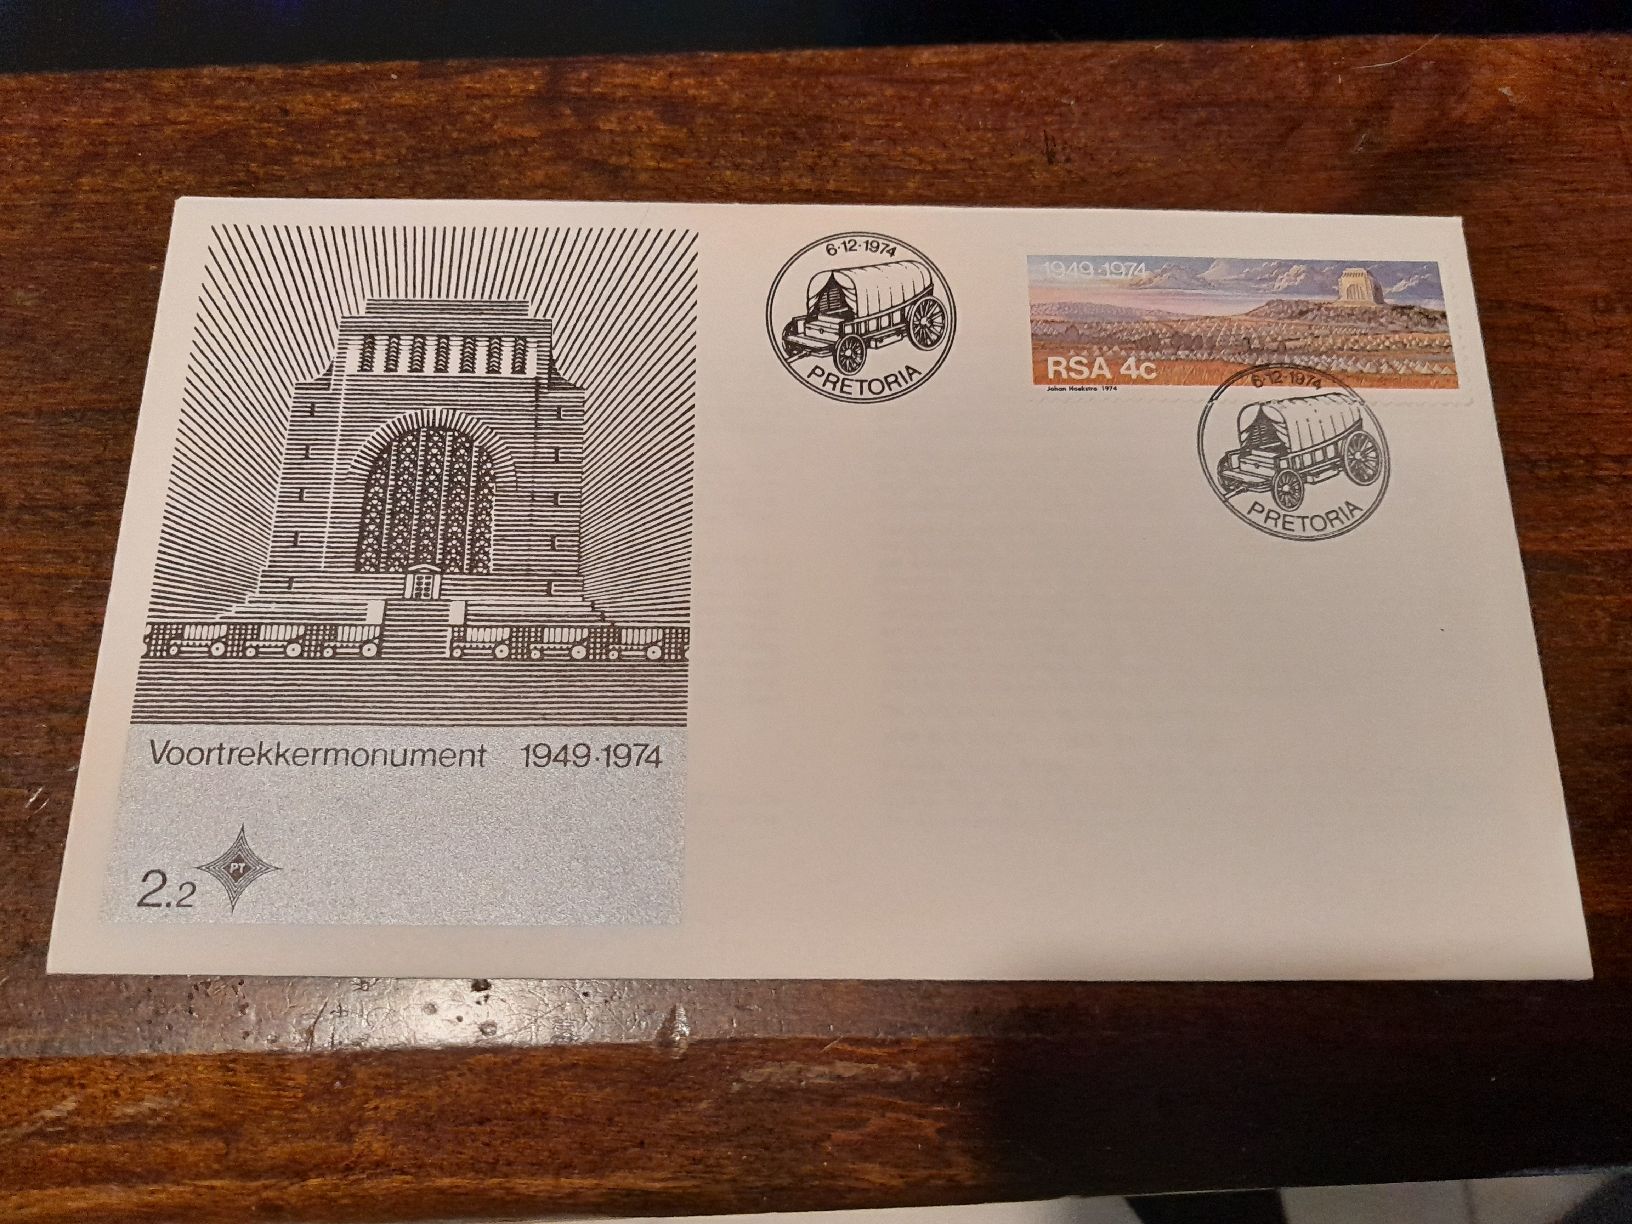 6·12·1974
PRETORIA
1949·1974
RSA 4c
Johan Hoekstra 1974
6·12·1974
PRETORIA
Voortrekkermonument 1949·1974
2.2 PT